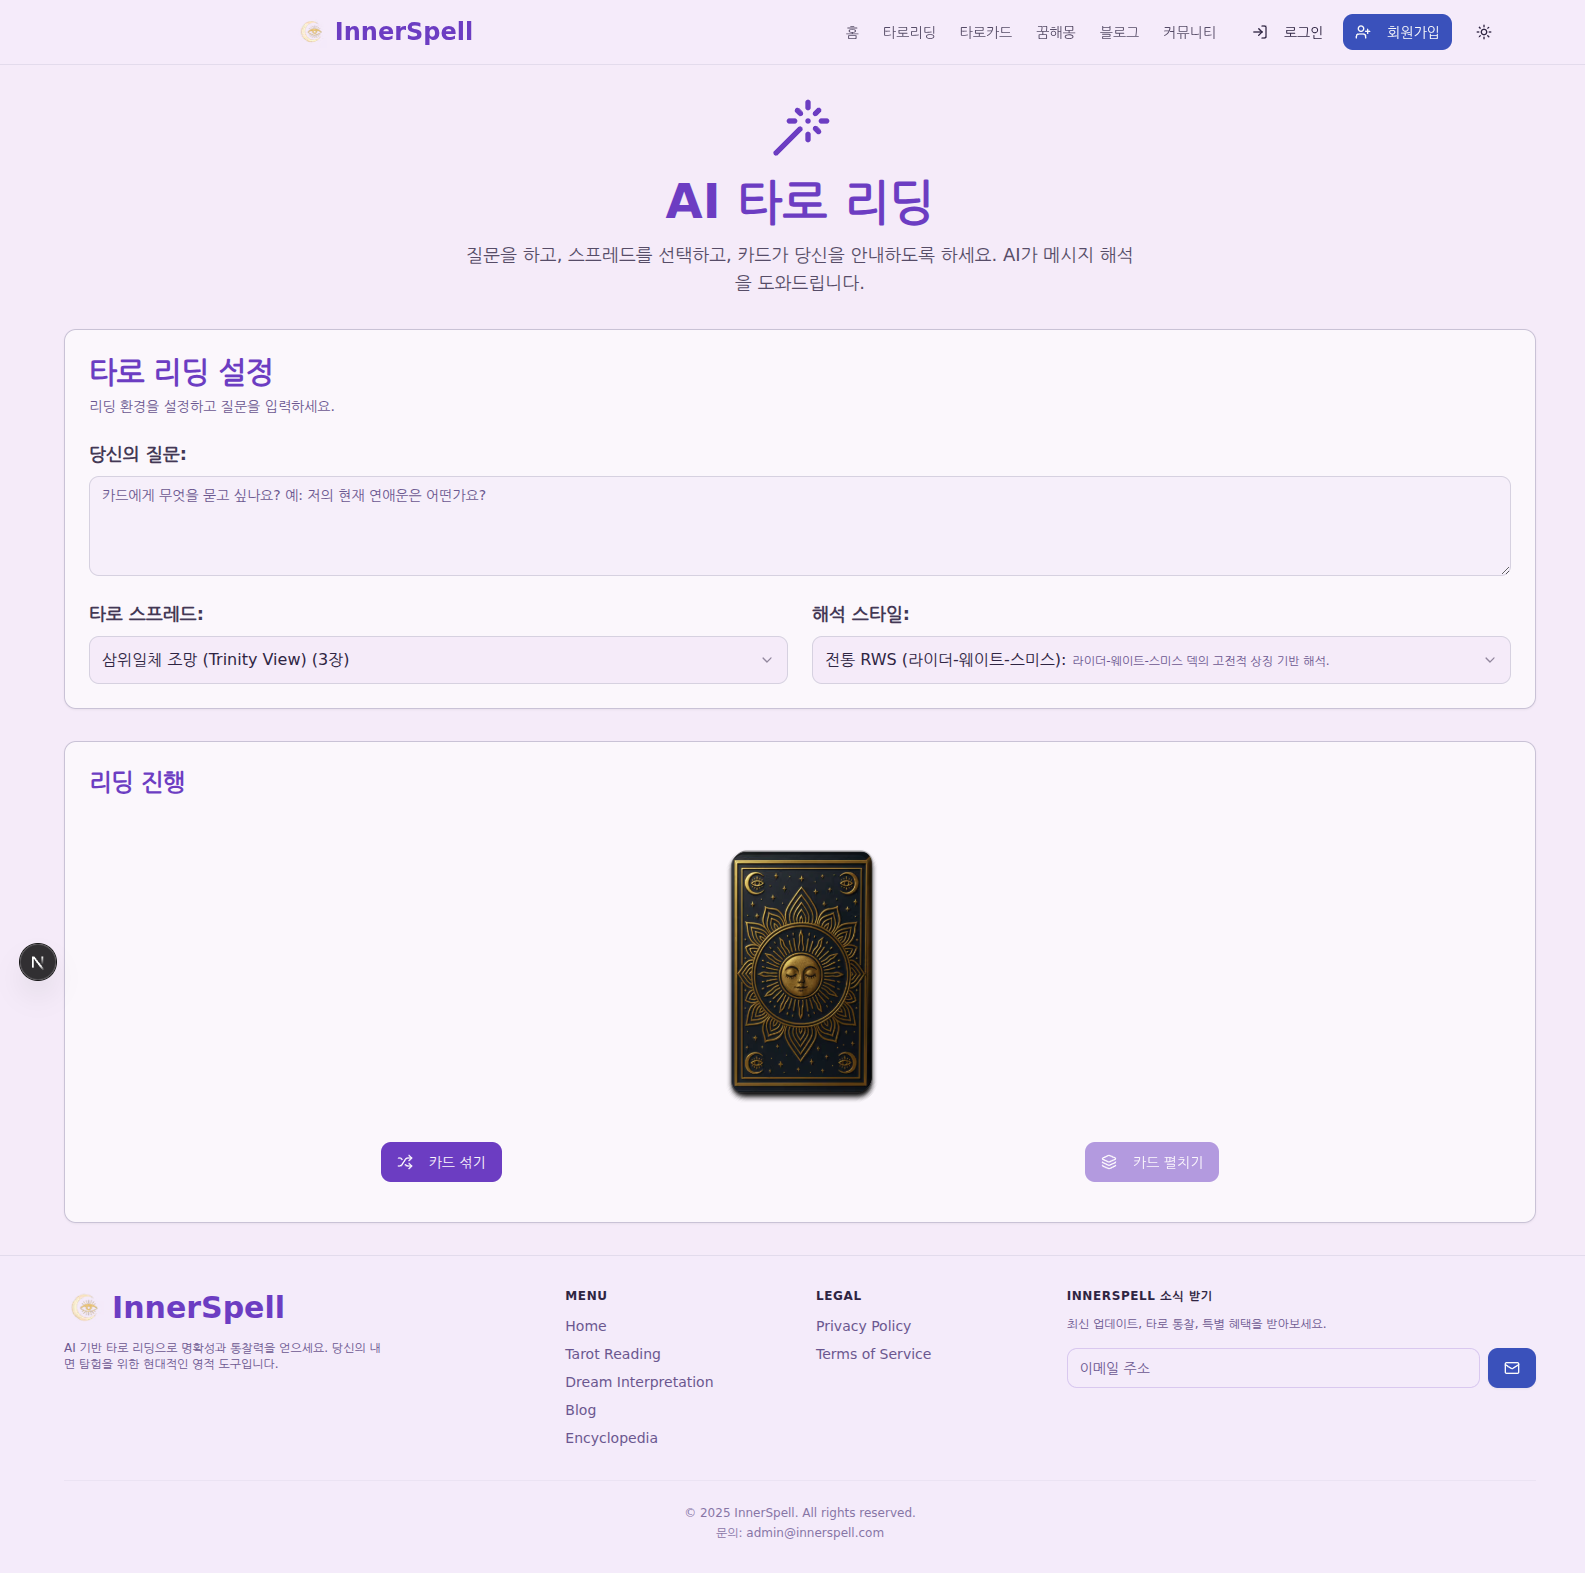 InnerSpell
홈
타로리딩
타로카드
꿈해몽
블로그
커뮤니티
로그인
회원가입
AI 타로 리딩
질문을 하고, 스프레드를 선택하고, 카드가 당신을 안내하도록 하세요. AI가 메시지 해석
을 도와드립니다.
타로 리딩 설정
리딩 환경을 설정하고 질문을 입력하세요.
당신의 질문:
카드에게 무엇을 묻고 싶나요? 예: 저의 현재 연애운은 어떤가요?
타로 스프레드:
삼위일체 조망 (Trinity View) (3장)
해석 스타일:
전통 RWS (라이더-웨이트-스미스): 라이더-웨이트-스미스 덱의 고전적 상징 기반 해석.
리딩 진행
N
카드 섞기
카드 펼치기
InnerSpell
AI 기반 타로 리딩으로 명확성과 통찰력을 얻으세요. 당신의 내
면 탐험을 위한 현대적인 영적 도구입니다.
MENU
Home
Tarot Reading
Dream Interpretation
Blog
Encyclopedia
LEGAL
Privacy Policy
Terms of Service
INNERSPELL 소식 받기
최신 업데이트, 타로 통찰, 특별 혜택을 받아보세요.
이메일 주소
© 2025 InnerSpell. All rights reserved.
문의: admin@innerspell.com